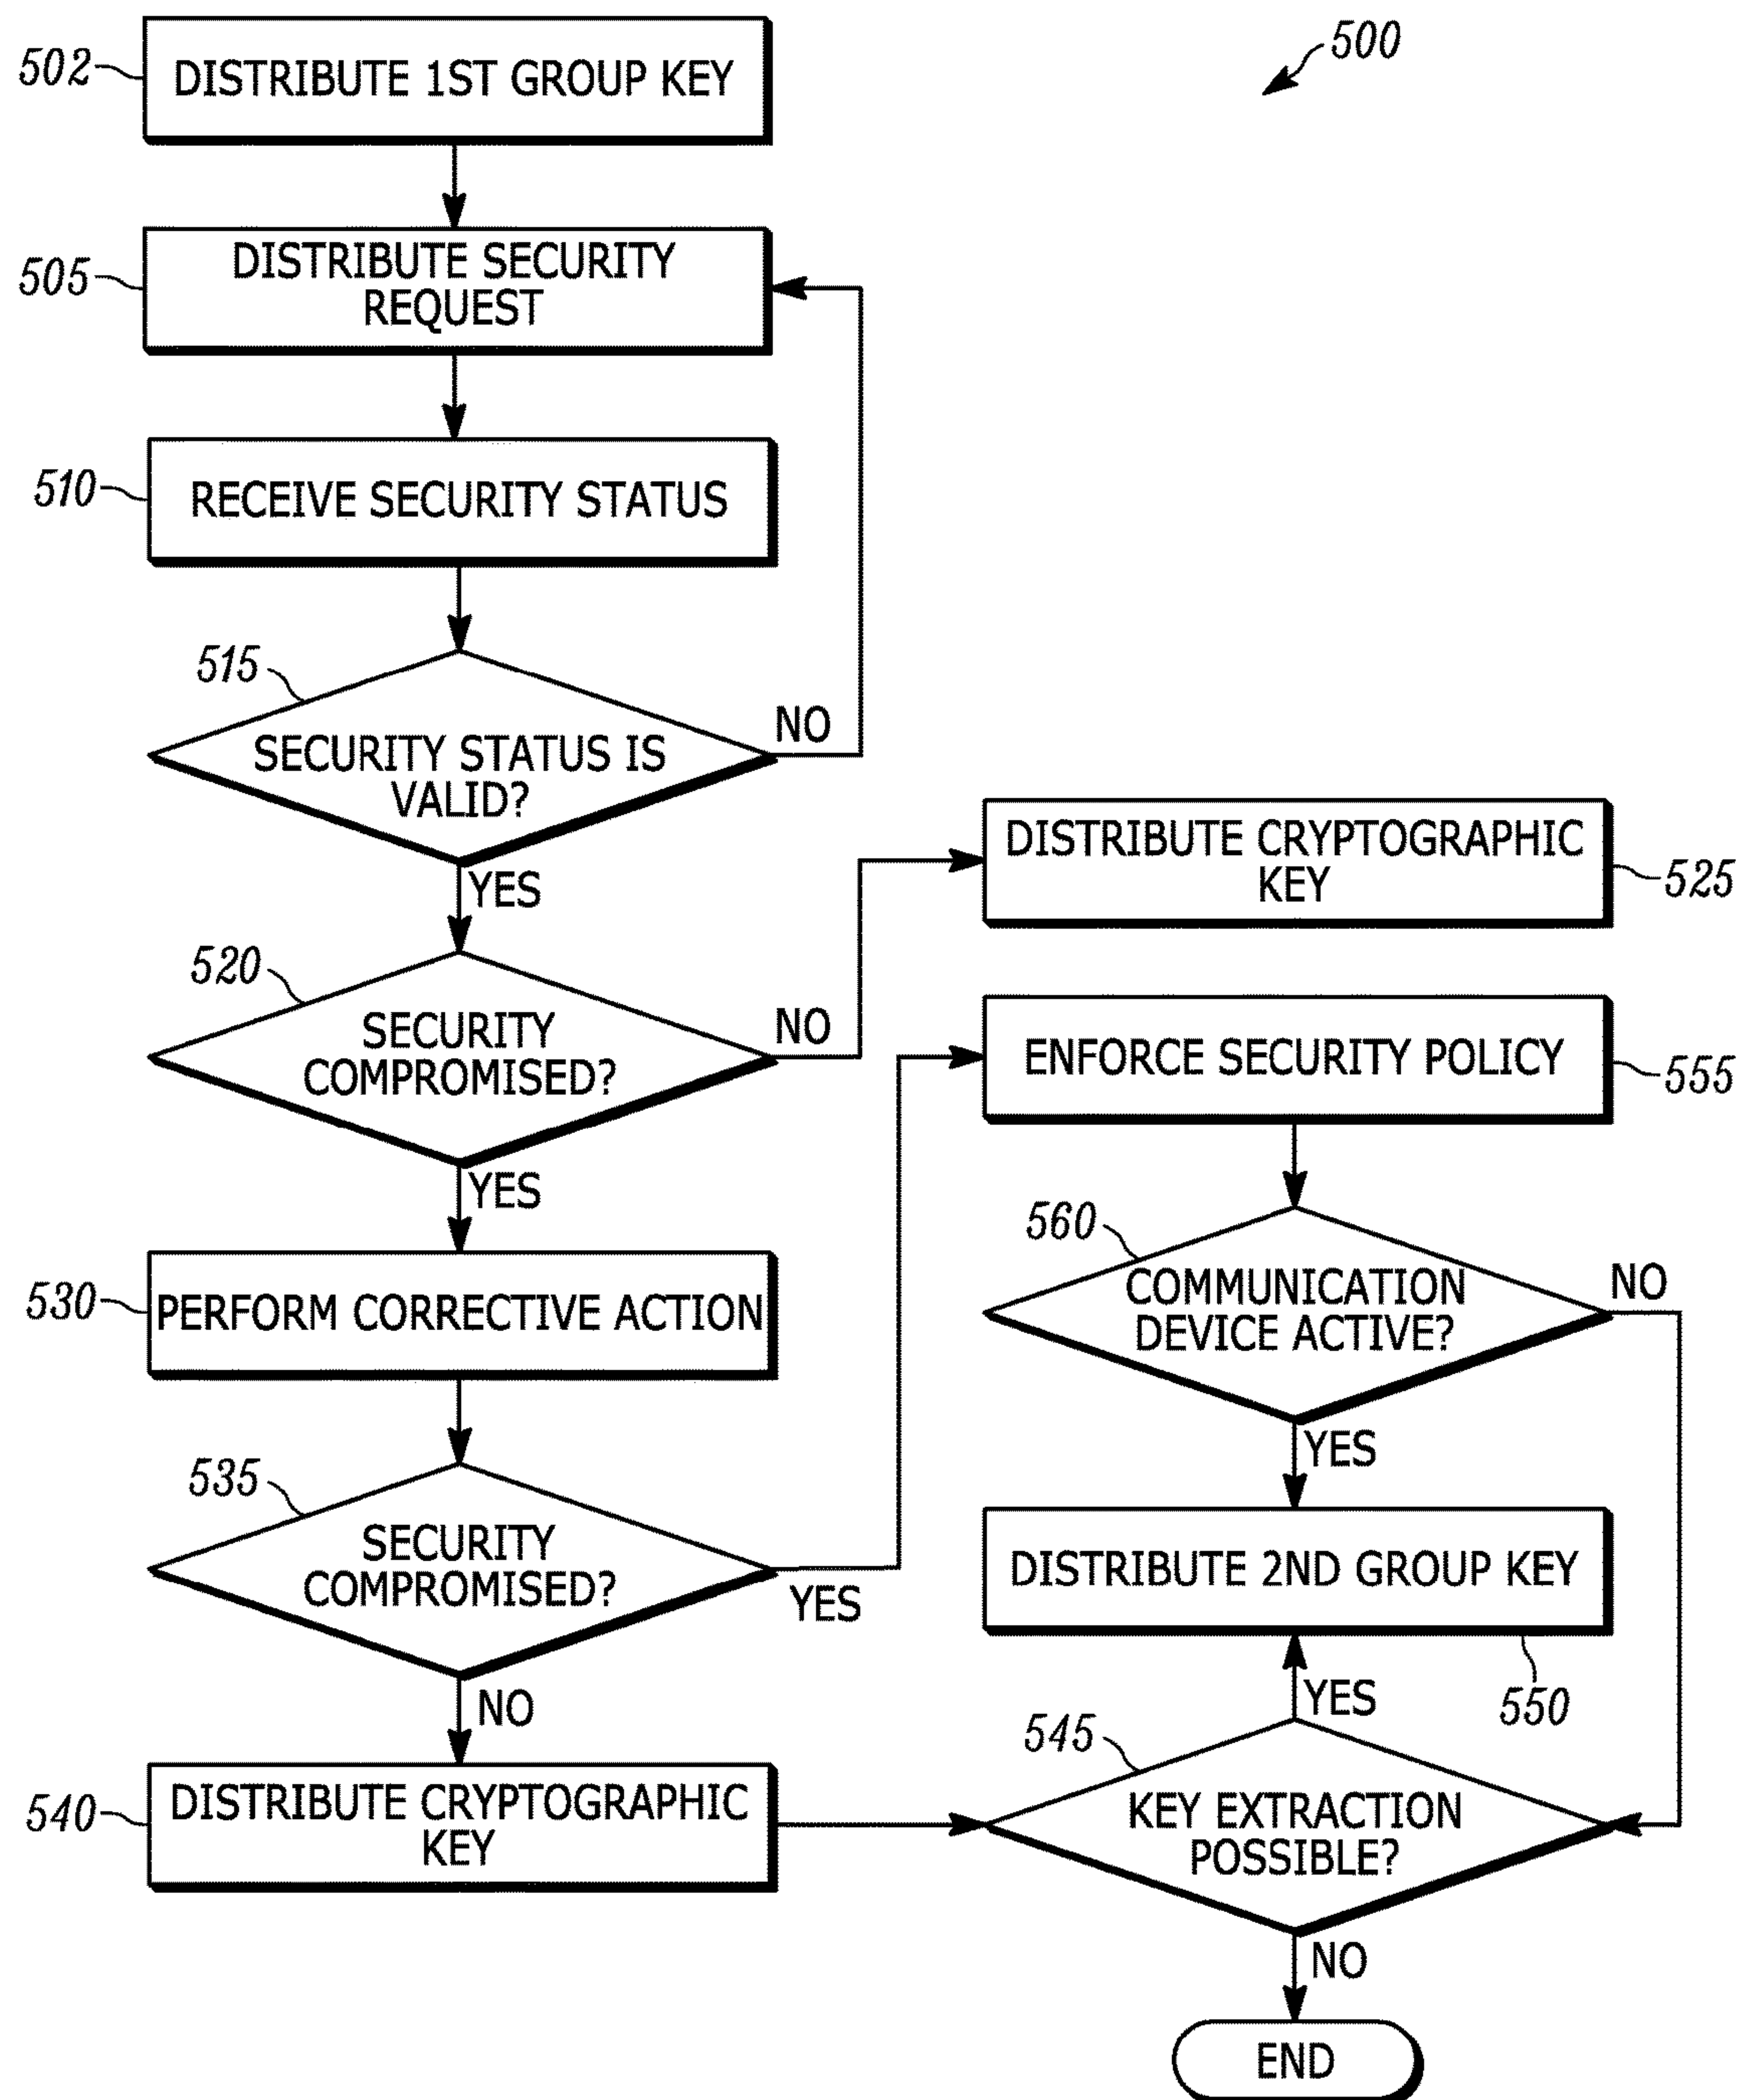 500
502
DISTRIBUTE 1ST GROUP KEY
505
DISTRIBUTE SECURITY
REQUEST
510
RECEIVE SECURITY STATUS
515
SECURITY STATUS IS
VALID?
NO
YES
520
SECURITY
COMPROMISED?
NO
YES
DISTRIBUTE CRYPTOGRAPHIC
KEY
525
530
PERFORM CORRECTIVE ACTION
535
SECURITY
COMPROMISED?
YES
NO
540
DISTRIBUTE CRYPTOGRAPHIC
KEY
ENFORCE SECURITY POLICY
555
560
COMMUNICATION
DEVICE ACTIVE?
NO
YES
DISTRIBUTE 2ND GROUP KEY
550
YES
545
KEY EXTRACTION
POSSIBLE?
NO
END